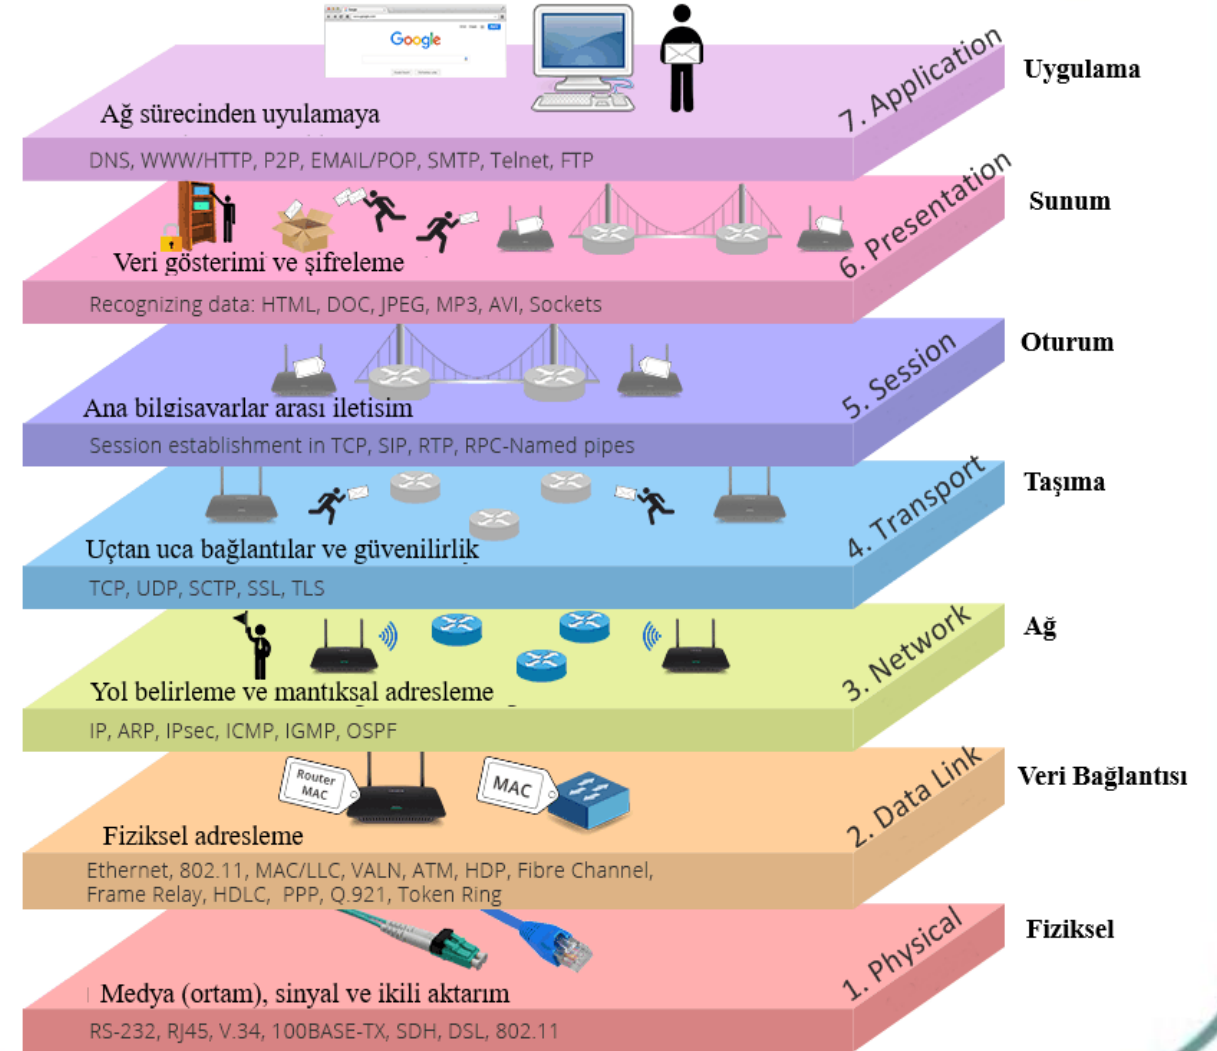 Google
7. Application
Uygulama
Ağ sürecinden uyulamaya
DNS, WWW/HTTP, P2P, EMAIL/POP, SMTP, Telnet, FTP
6. Presentation
Sunum
Veri gösterimi ve şifreleme
Recognizing data: HTML, DOC, JPEG, MP3, AVI, Sockets
5. Session
Oturum
Ana bilgisayarlar arası iletisim
Session establishment in TCP, SIP, RTP, RPC-Named pipes
4. Transport
Taşıma
Uçtan uca bağlantılar ve güvenilirlik
TCP, UDP, SCTP, SSL, TLS
3. Network
Ağ
Yol belirleme ve mantıksal adresleme
IP, ARP, IPsec, ICMP, IGMP, OSPF
Router
MAC
MAC
2. Data Link
Veri Bağlantısı
Fiziksel adresleme
Ethernet, 802.11, MAC/LLC, VALN, ATM, HDP, Fibre Channel,
Frame Relay, HDLC, PPP, Q.921, Token Ring
1. Physical
Fiziksel
Medya (ortam), sinyal ve ikili aktarım
RS-232, RJ45, V.34, 100BASE-TX, SDH, DSL, 802.11